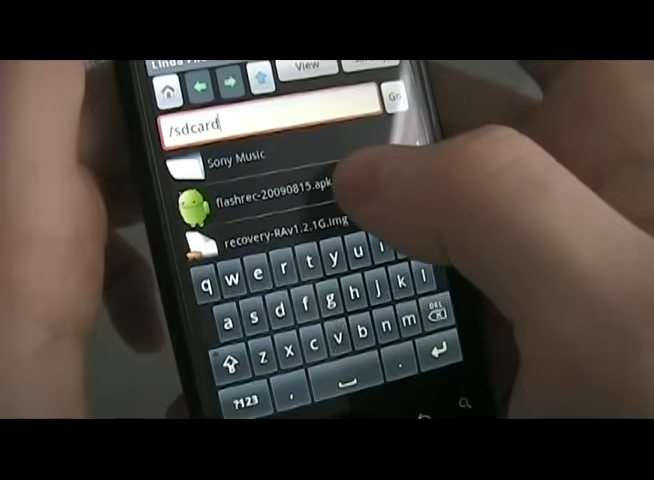 View
Go
/sdcard
Sony Music
flashrec-20090815.apk
recovery-RAv1.2.1G.img
q w e r t y u
a s d f g h j k l
DEL
z x c v b n m
?123 , .